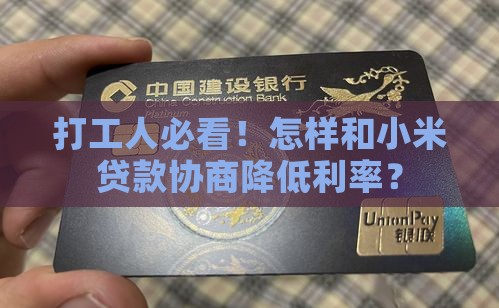 中国建设银行
China Construction Bank
Platinum
打工人必看！怎样和小米
贷款协商降低利率？
UnionPay
银联